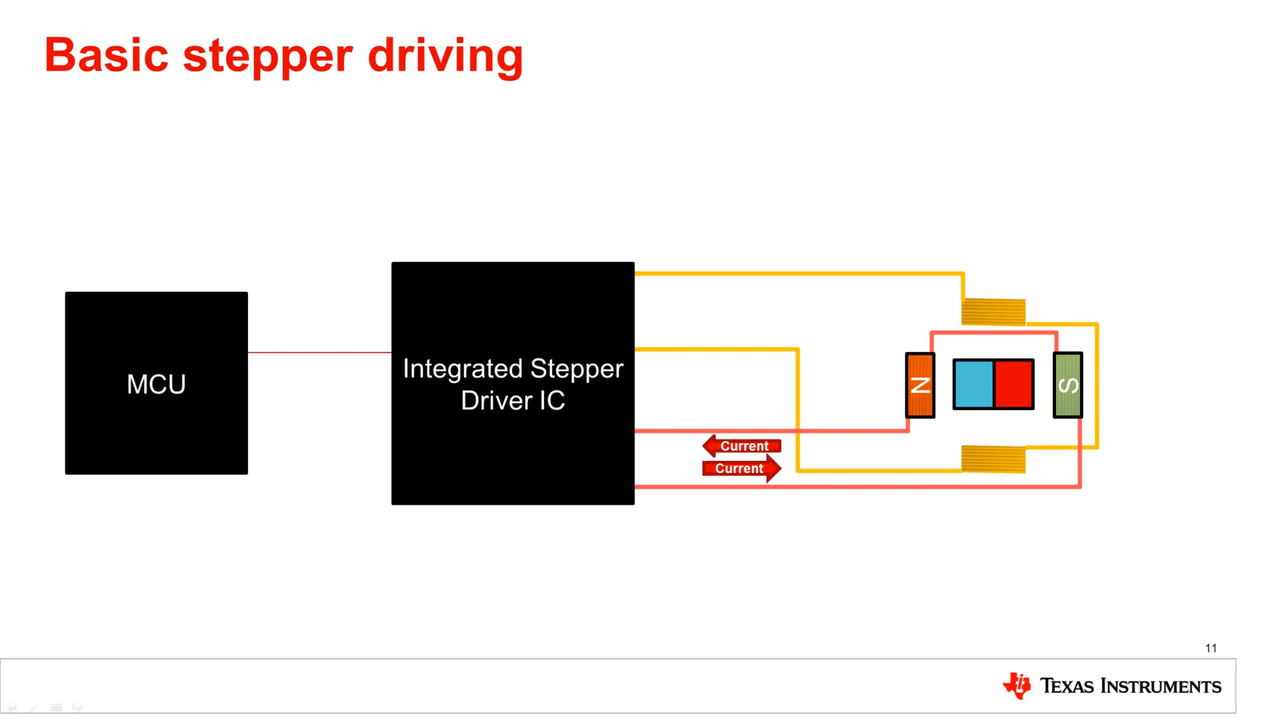 Basic stepper driving
MCU
Integrated Stepper
Driver IC
N
S
Current
Current
11
TEXAS INSTRUMENTS